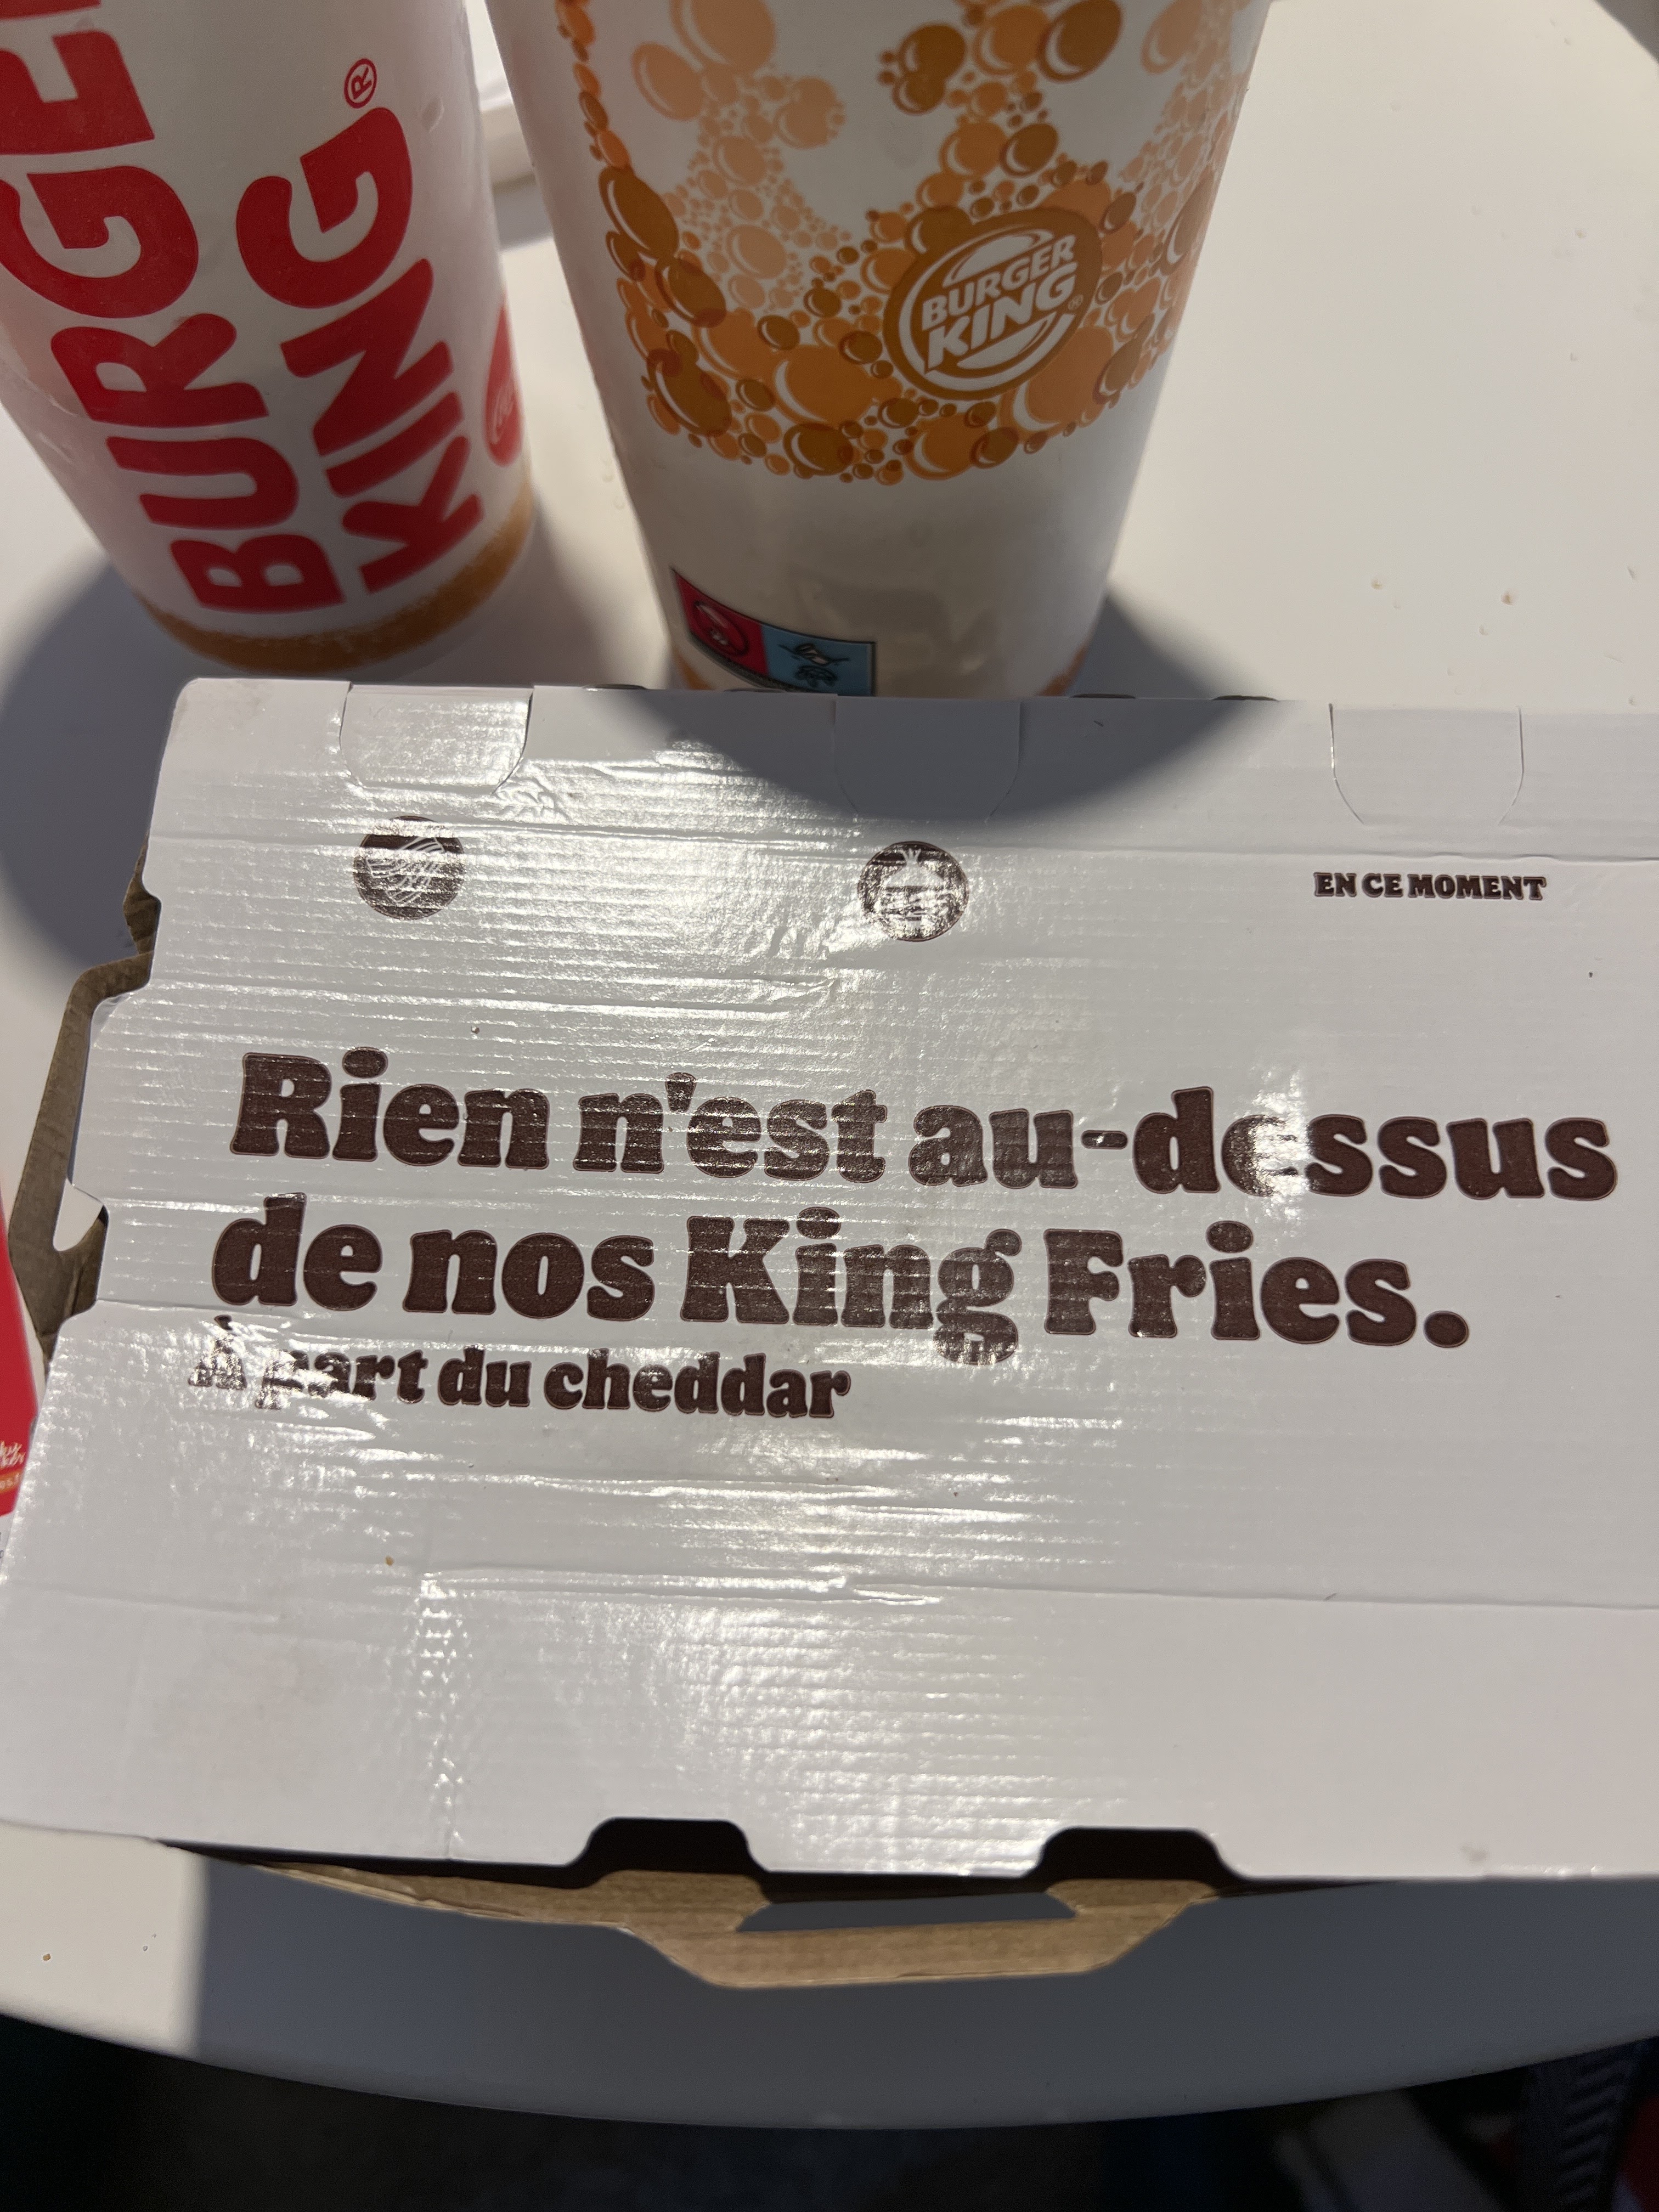 BURGER
KING®
BURGER
KING®
EN CE MOMENT
Rien n'est au-dessus
de nos King Fries.
À part du cheddar